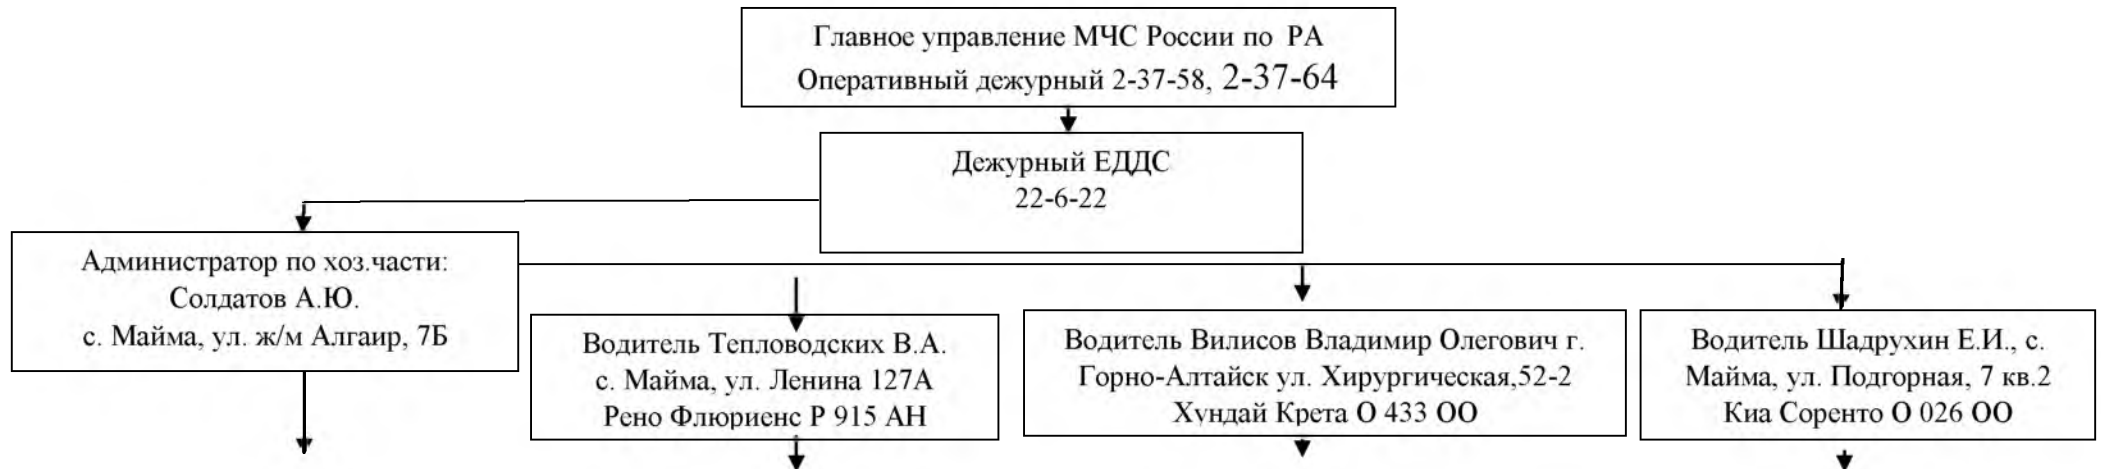 Главное управление МЧС России по РА
Оперативный дежурный 2-37-58, 2-37-64
Дежурный ЕДДС
22-6-22
Администратор по хоз.части:
Солдатов А.Ю.
с. Майма, ул. ж/м Алгаир, 7Б
Водитель Тепловодских В.А.
с. Майма, ул. Ленина 127А
Рено Флюриенс Р 915 АН
Водитель Вилисов Владимир Олегович г.
Горно-Алтайск ул. Хирургическая,52-2
Хундай Крета О 433 ОО
Водитель Шадрухин Е.И., с.
Майма, ул. Подгорная, 7 кв.2
Киа Соренто О 026 ОО